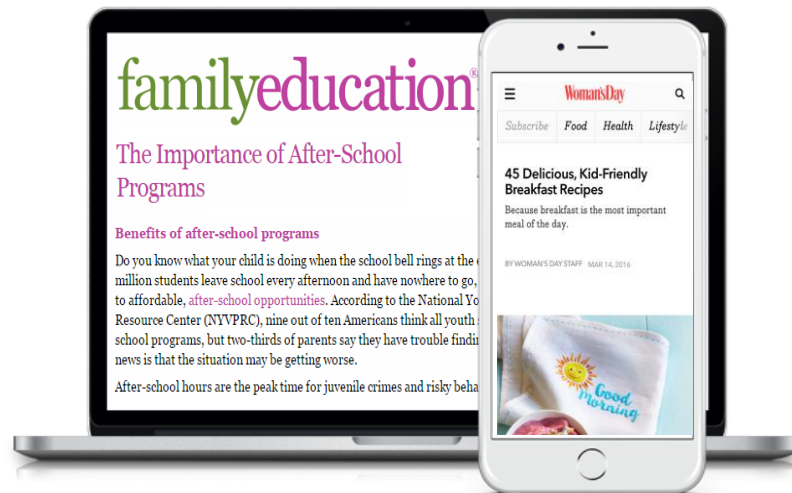 familyeducation®
The Importance of After-School
Programs
Benefits of after-school programs
Do you know what your child is doing when the school bell rings at the
million students leave school every afternoon and have nowhere to go,
to affordable, after-school opportunities. According to the National
Resource Center (NYVPRC), nine out of ten Americans think all youth
school programs, but two-thirds of parents say they have trouble
news is that the situation may be getting worse.
After-school hours are the peak time for juvenile crimes and risky
Woman'sDay
Subscribe Food Health Lifestyle
45 Delicious, Kid-Friendly
Breakfast Recipes
Because breakfast is the most important
meal of the day.
BY WOMAN'S DAY STAFF MAR 14, 2016
Good
Morning